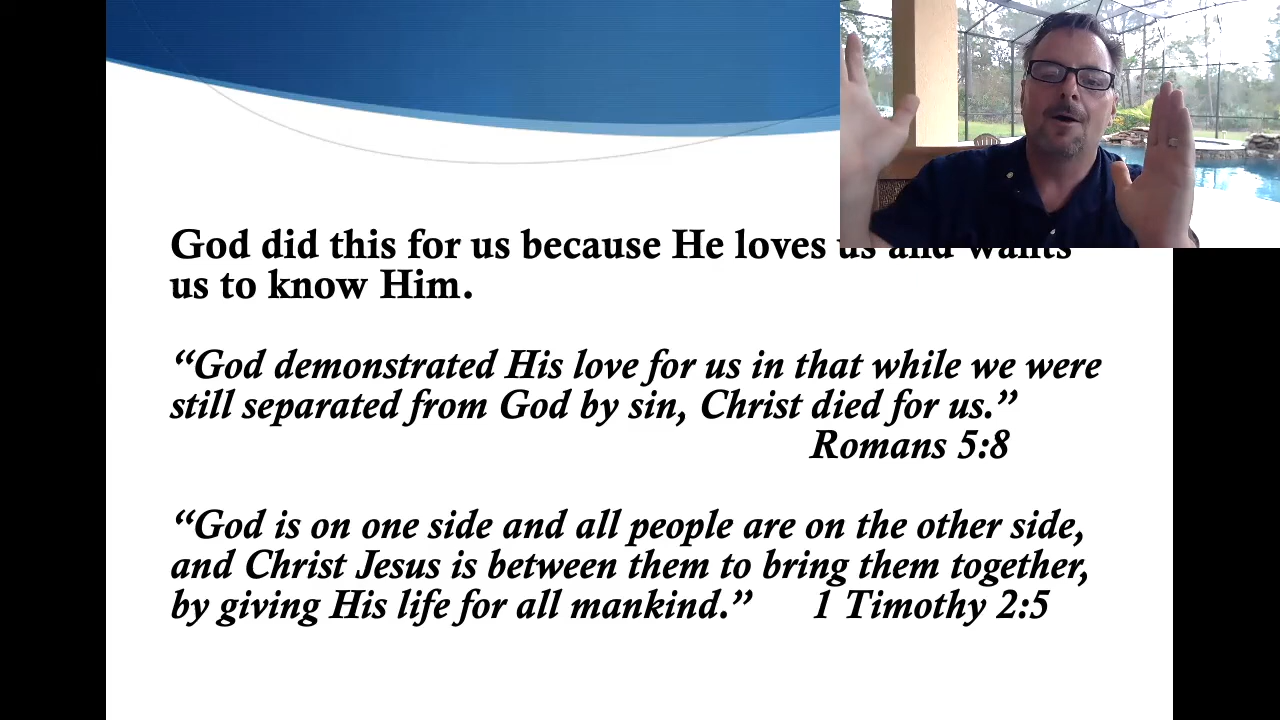 God did this for us because He loves us and wants
us to know Him.
“God demonstrated His love for us in that while we were
still separated from God by sin, Christ died for us.”
Romans 5:8
“God is on one side and all people are on the other side,
and Christ Jesus is between them to bring them together,
by giving His life for all mankind.” 1 Timothy 2:5